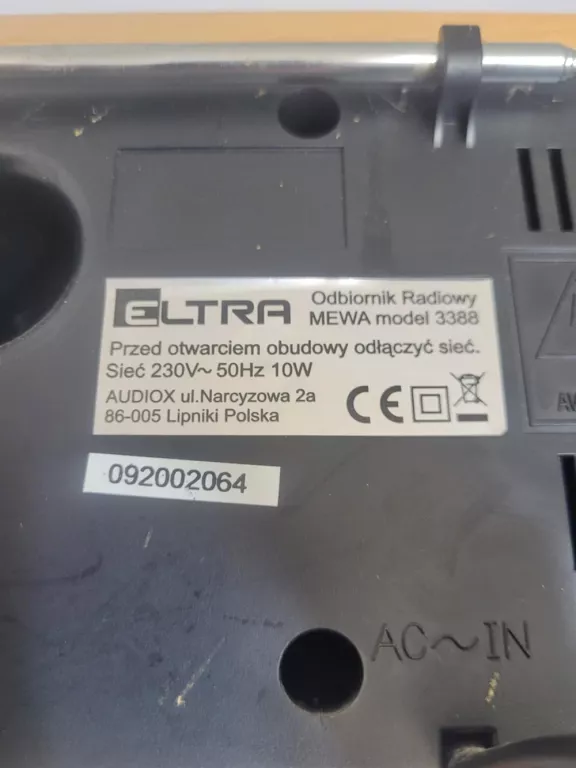 ELTRA
Odbiornik Radiowy
MEWA model 3388
Przed otwarciem obudowy odłączyć sieć.
Sieć 230V~ 50Hz 10W
AUDIOX ul.Narcyzowa 2a
86-005 Lipniki Polska
CE
092002064
AC~IN